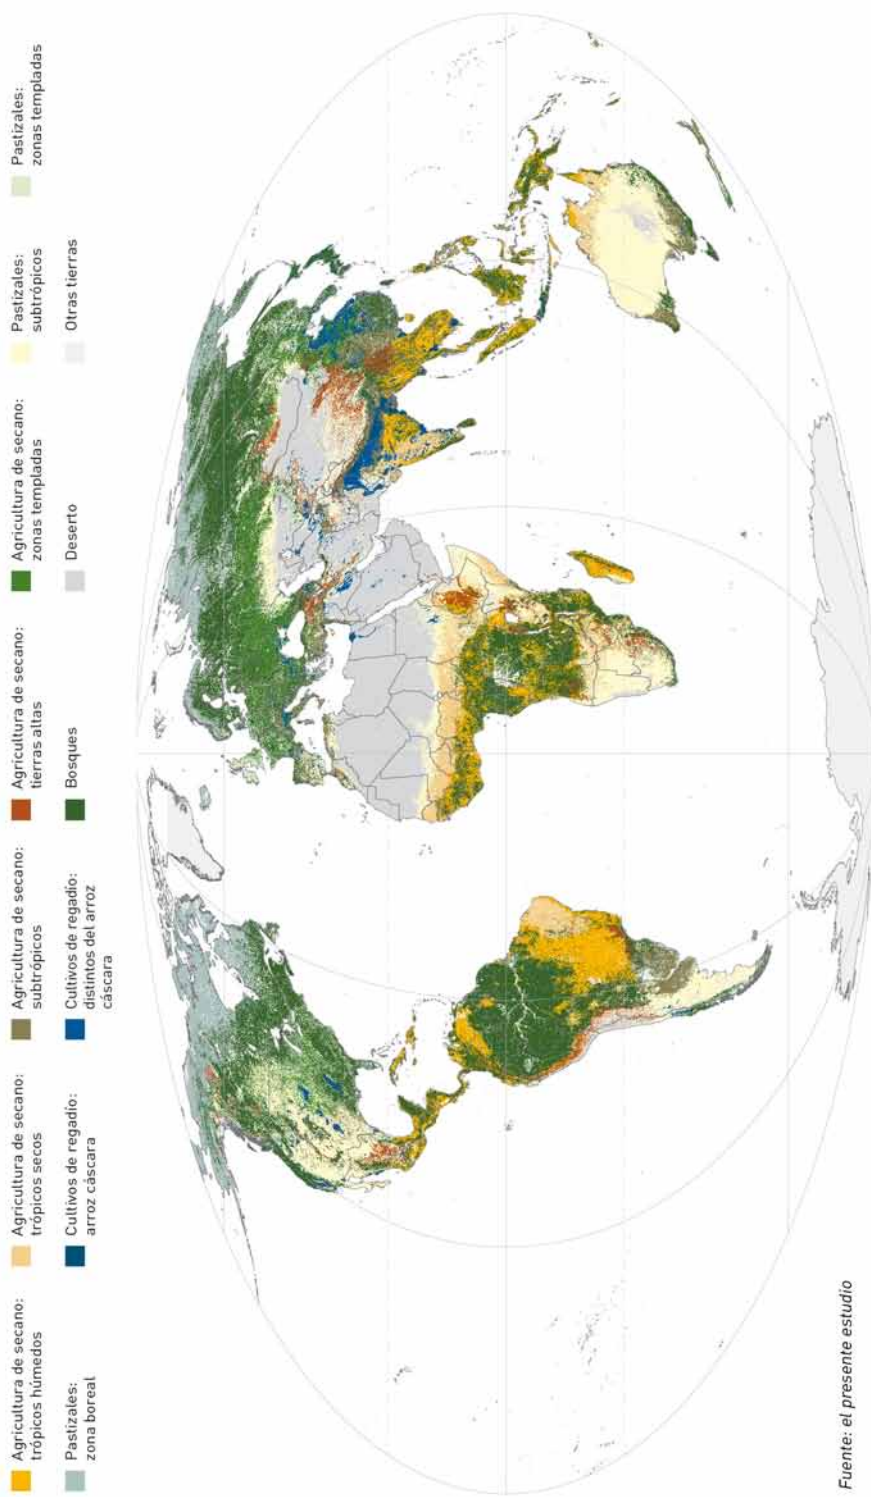 Agricultura de secano:
trópicos húmedos
Agricultura de secano:
trópicos secos
Agricultura de secano:
subtrópicos
Agricultura de secano:
tierras altas
Agricultura de secano:
zonas templadas
Pastizales:
subtrópicos
Pastizales:
zonas templadas
Pastizales:
zona boreal
Cultivos de regadío:
arroz cáscara
Cultivos de regadío:
distintos del arroz
cáscara
Bosques
Deserto
Otras tierras
Fuente: el presente estudio